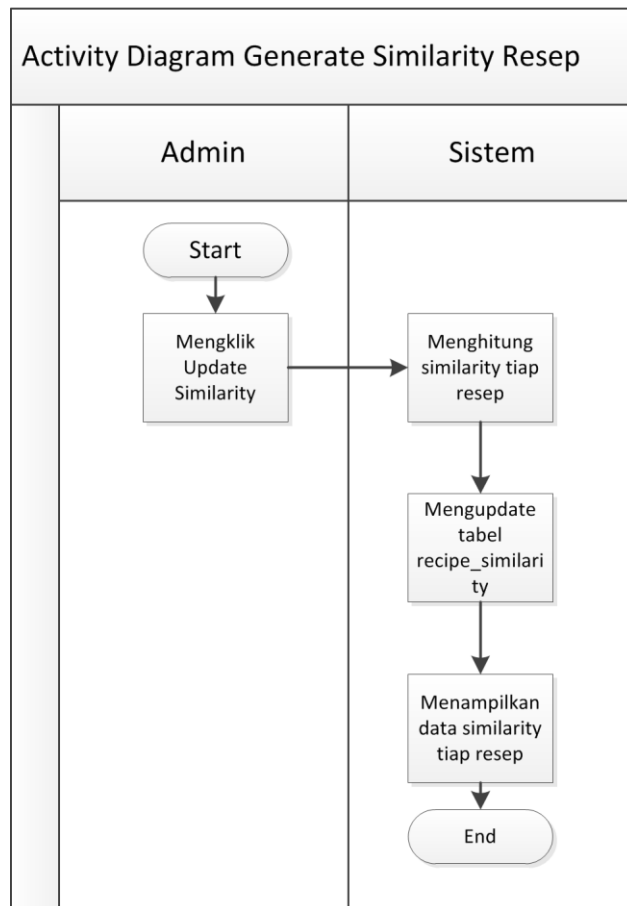 Activity Diagram Generate Similarity Resep
Admin
Sistem
Start
Mengklik
Update
Similarity
Menghitung
similarity tiap
resep
Mengupdate
tabel
recipe_similari
ty
Menampilkan
data similarity
tiap resep
End